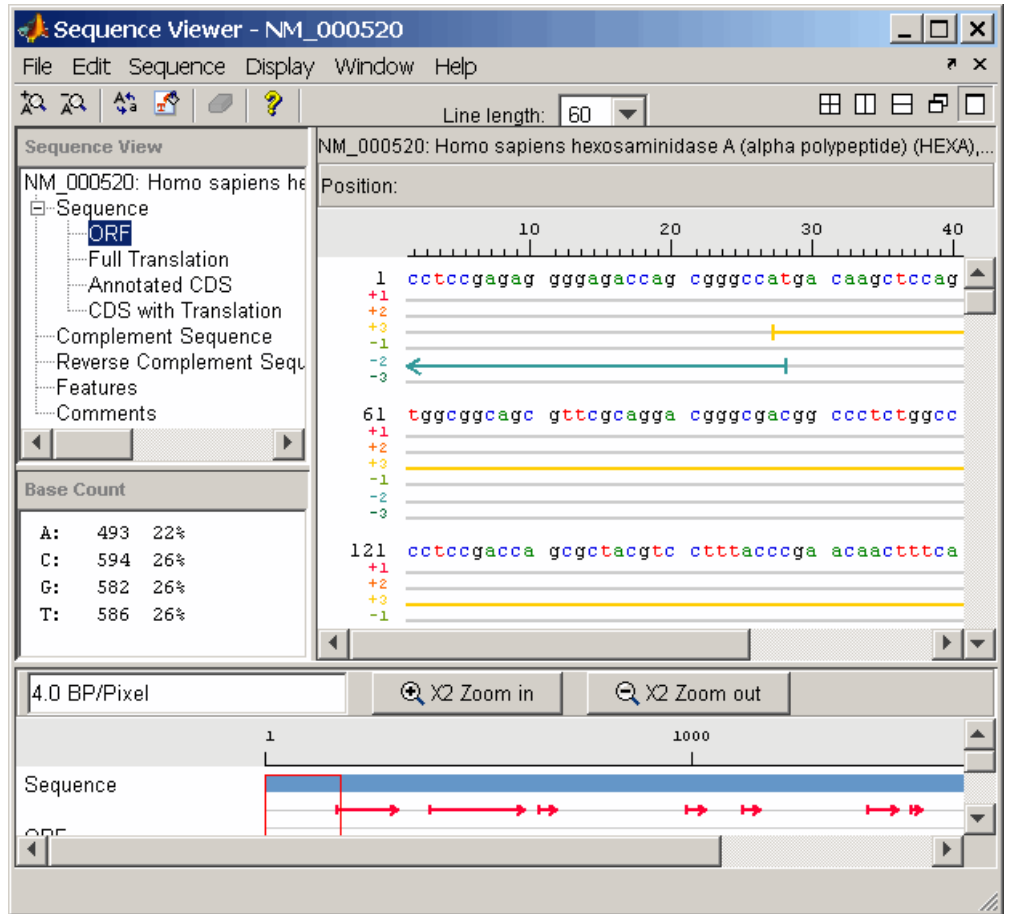 Sequence Viewer - NM_000520
File Edit Sequence Display Window Help
Line length: 60
Sequence View
NM_000520: Homo sapiens he
Sequence
ORF
Full Translation
Annotated CDS
CDS with Translation
Complement Sequence
Reverse Complement Sequ
Features
Comments
Base Count
A: 493 22%
C: 594 26%
G: 582 26%
T: 586 26%
NM_000520: Homo sapiens hexosaminidase A (alpha polypeptide) (HEXA),...
Position:
10 20 30 40
1 cctccgagag gggagaccag cgggccatga caagctccag
+1
+2
+3
-1
-2
-3
61 tggcggcagc gttcgcagga cgggcgacgg ccctctggcc
+1
+2
+3
-1
-2
-3
121 cctccgacca gcgctacgtc ctttacccga acaactttca
+1
+2
+3
-1
4.0 BP/Pixel X2 Zoom in X2 Zoom out
1 1000
Sequence
ORF